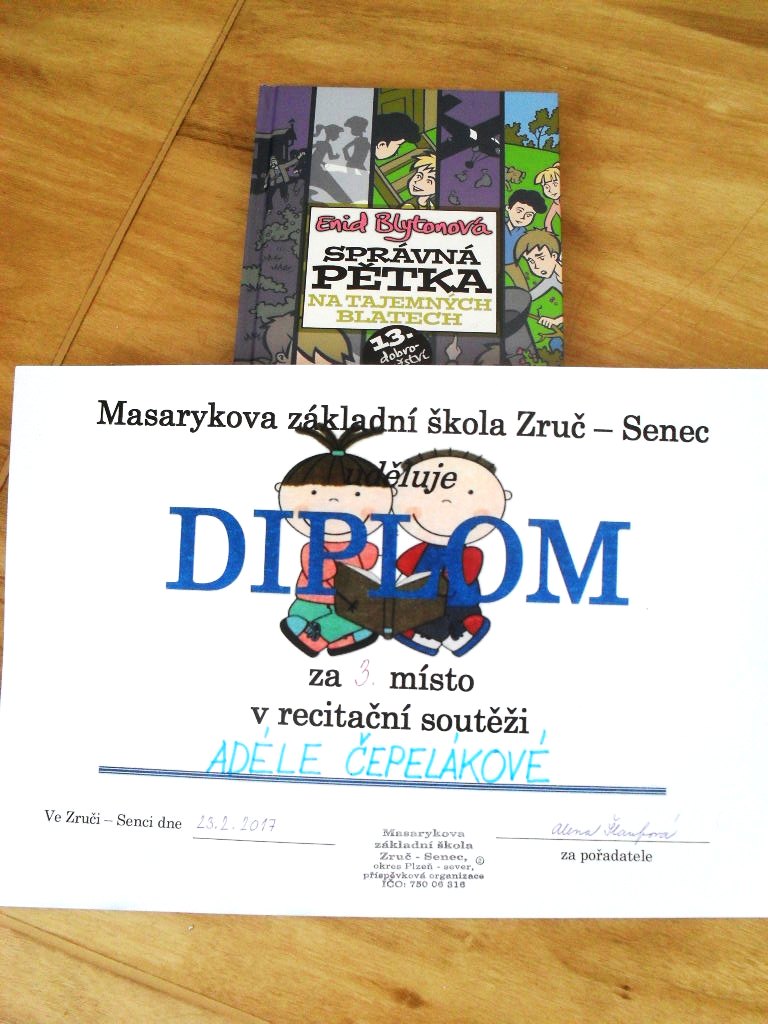 Enid Blytonová
SPRÁVNÁ
PĚTKA
NA TAJEMNÝCH
BLATECH
13.
dobro-
Masarykova základní škola Zruč – Senec
uděluje
DIPLOM
za 3. místo
v recitační soutěži
ADÉLE ČEPELÁKOVÉ
Ve Zruči – Senci dne 23.2.2017
Masarykova
základní škola
Zruč - Senec,
okres Plzeň - sever,
příspěvková organizace
IČO: 750 06 316
Alena
za pořadatele